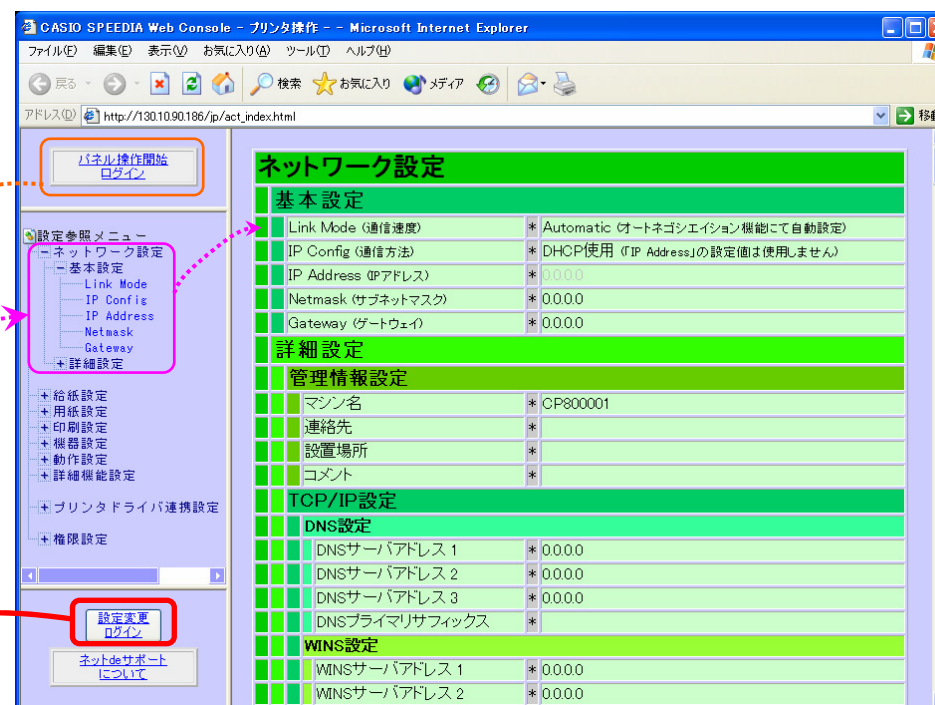 CASIO SPEEDIA Web Console - プリンタ操作 - - Microsoft Internet Explorer
ファイル(F) 編集(E) 表示(V) お気に入り(A) ツール(T) ヘルプ(H)
戻る 検索 お気に入り メディア
アドレス(D) http://130.10.90.186/jp/act_index.html 移動
パネル操作開始
ログイン
設定参照メニュー
ネットワーク設定
基本設定
Link Mode
IP Config
IP Address
Netmask
Gateway
詳細設定
給紙設定
用紙設定
印刷設定
機器設定
動作設定
詳細機能設定
プリンタドライバ連携設定
権限設定
設定変更
ログイン
ネットdeサポート
について
ネットワーク設定
基本設定
Link Mode (通信速度) * Automatic (オートネゴシエイション機能にて自動設定)
IP Config (通信方法) * DHCP使用 (「IP Address」の設定値は使用しません)
IP Address (IPアドレス) * 0.0.0.0
Netmask (サブネットマスク) * 0.0.0.0
Gateway (ゲートウェイ) * 0.0.0.0
詳細設定
管理情報設定
マシン名 * CP800001
連絡先 *
設置場所 *
コメント *
TCP/IP設定
DNS設定
DNSサーバアドレス 1 * 0.0.0.0
DNSサーバアドレス 2 * 0.0.0.0
DNSサーバアドレス 3 * 0.0.0.0
DNSプライマリサフィックス *
WINS設定
WINSサーバアドレス 1 * 0.0.0.0
WINSサーバアドレス 2 * 0.0.0.0